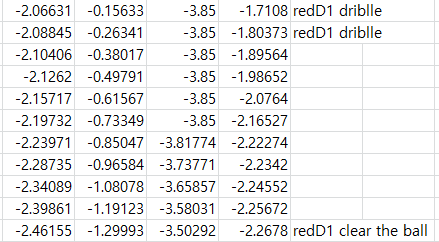 -2.06631 -0.15633 -3.85 -1.7108 redD1 driblle
-2.08845 -0.26341 -3.85 -1.80373 redD1 driblle
-2.10406 -0.38017 -3.85 -1.89564
-2.1262 -0.49791 -3.85 -1.98652
-2.15717 -0.61567 -3.85 -2.0764
-2.19732 -0.73349 -3.85 -2.16527
-2.23971 -0.85047 -3.81774 -2.22274
-2.28735 -0.96584 -3.73771 -2.2342
-2.34089 -1.08078 -3.65857 -2.24552
-2.39861 -1.19123 -3.58031 -2.25672
-2.46155 -1.29993 -3.50292 -2.2678 redD1 clear the ball